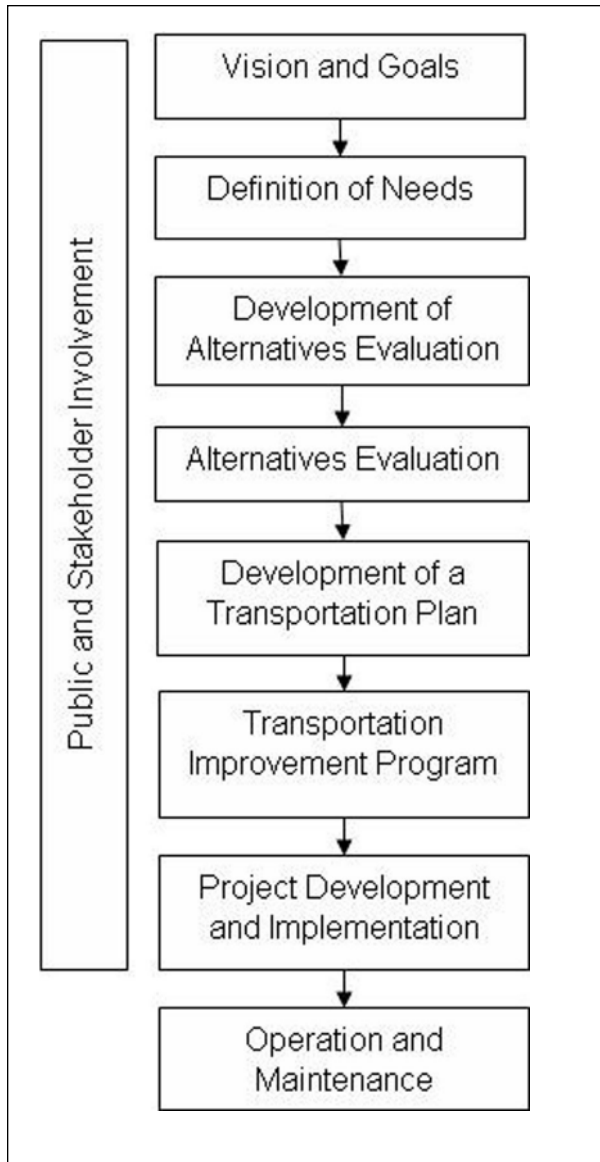 Public and Stakeholder Involvement
Vision and Goals
Definition of Needs
Development of
Alternatives Evaluation
Alternatives Evaluation
Development of a
Transportation Plan
Transportation
Improvement Program
Project Development
and Implementation
Operation and
Maintenance